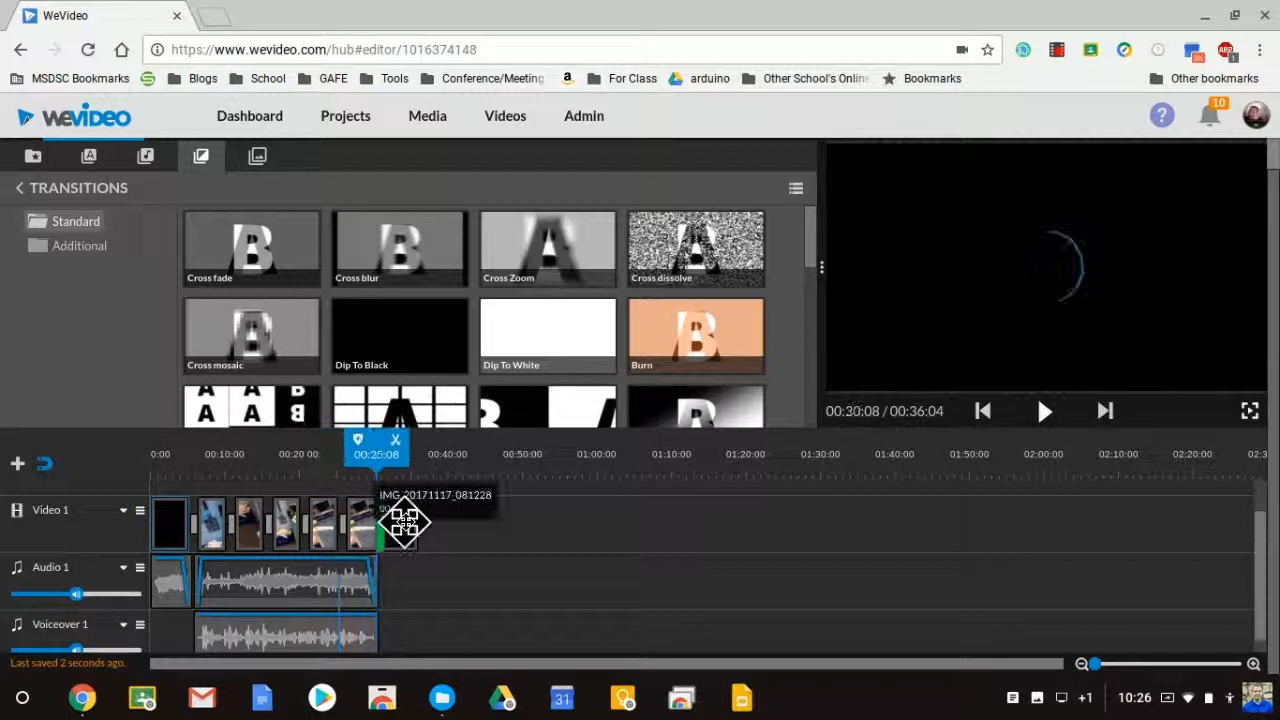 WeVideo
https://www.wevideo.com/hub#editor/1016374148
MSDSC Bookmarks Blogs School GAFE Tools Conference/Meeting For Class arduino Other School's Online Bookmarks Other bookmarks
WEVIDEO Dashboard Projects Media Videos Admin ? 10
TRANSITIONS
Standard
Additional
Cross fade Cross blur Cross Zoom Cross dissolve
Cross mosaic Dip To Black Dip To White Burn
00:30:08 / 00:36:04
0:00 00:10:00 00:20:00 00:25:08 00:40:00 00:50:00 01:00:00 01:10:00 01:20:00 01:30:00 01:40:00 01:50:00 02:00:00 02:10:00 02:20:00 02:3
IMG_20171117_081228
Video 1
Audio 1
Voiceover 1
Last saved 2 seconds ago.
31 +1 10:26